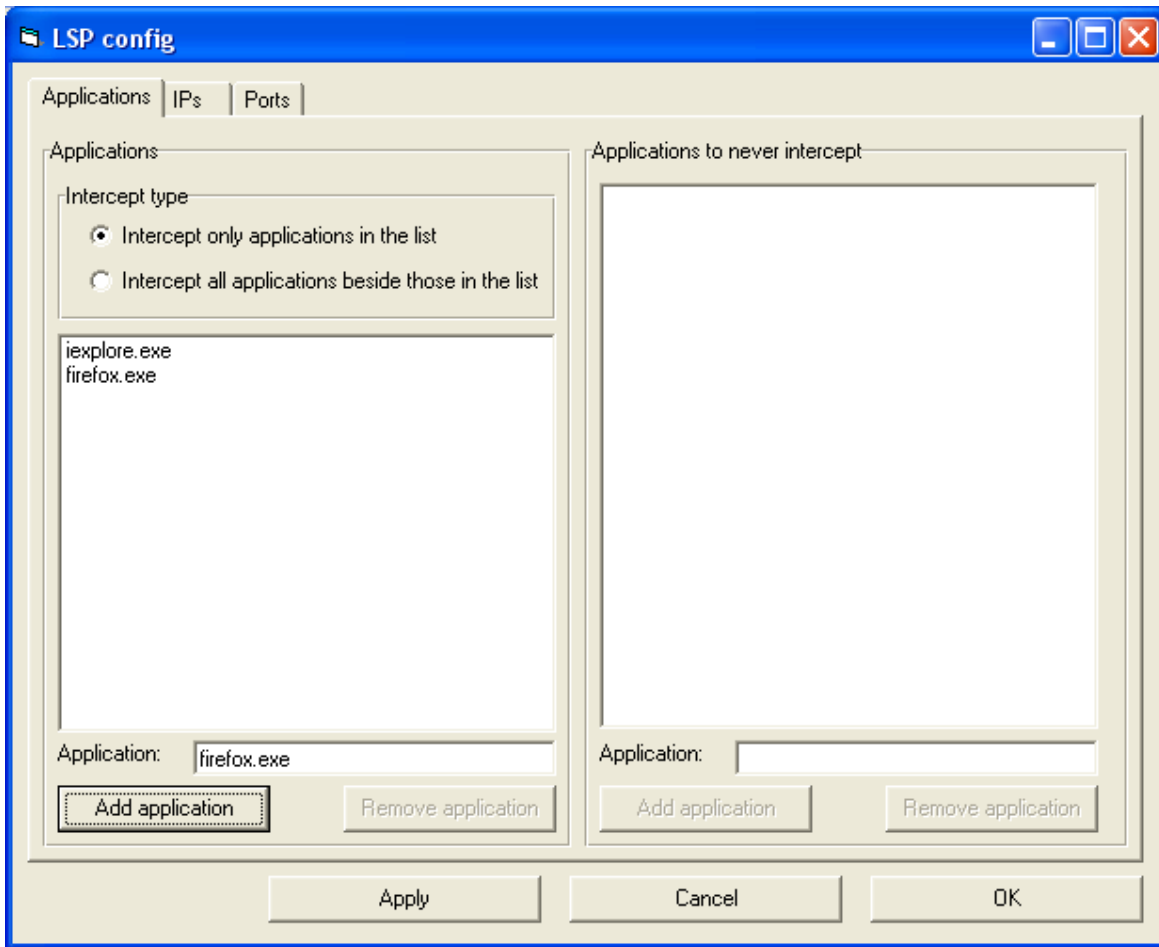 LSP config
Applications
IPs
Ports
Applications
Intercept type
Intercept only applications in the list
Intercept all applications beside those in the list
iexplore.exe
firefox.exe
Application:
firefox.exe
Add application
Remove application
Applications to never intercept
Application:
Add application
Remove application
Apply
Cancel
OK